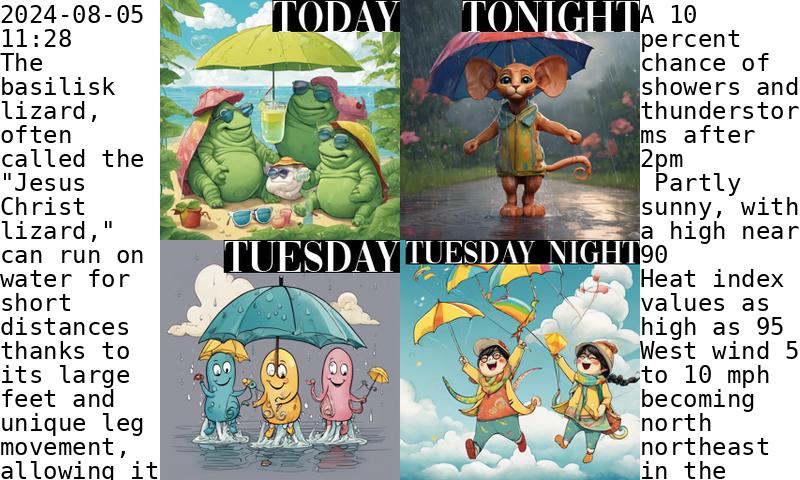 2024-08-05
11:28
The
basilisk
lizard,
often
called the
"Jesus
Christ
lizard,"
can run on
water for
short
distances
thanks to
its large
feet and
unique leg
movement,
allowing it
TODAY
TONIGHT
TUESDAY
TUESDAY NIGHT
A 10
percent
chance of
showers and
thunderstor
ms after
2pm
Partly
sunny, with
a high near
90
Heat index
values as
high as 95
West wind 5
to 10 mph
becoming
north
northeast
in the